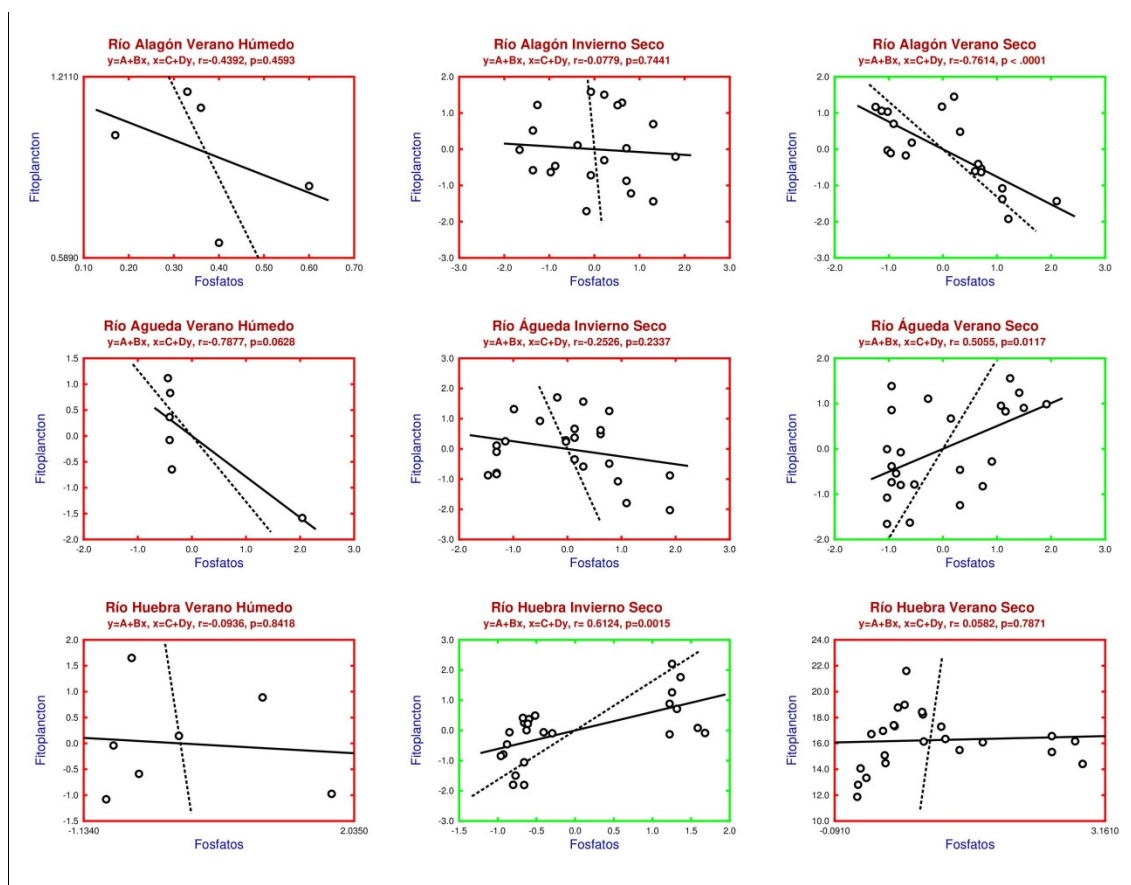 Río Alagón Verano Húmedo
y=A+Bx, x=C+Dy, r=-0.4392, p=0.4593
1.2110
Fitoplancton
0.5890
0.10 0.20 0.30 0.40 0.50 0.60 0.70
Fosfatos
Río Alagón Invierno Seco
y=A+Bx, x=C+Dy, r=-0.0779, p=0.7441
2.0
1.0
0.0
-1.0
-2.0
-3.0
Fitoplancton
-3.0 -2.0 -1.0 0.0 1.0 2.0 3.0
Fosfatos
Río Alagón Verano Seco
y=A+Bx, x=C+Dy, r=-0.7614, p < .0001
2.0
1.0
0.0
-1.0
-2.0
-3.0
Fitoplancton
-2.0 -1.0 0.0 1.0 2.0 3.0
Fosfatos
Río Agueda Verano Húmedo
y=A+Bx, x=C+Dy, r=-0.7877, p=0.0628
1.5
1.0
0.5
0.0
-0.5
-1.0
-1.5
-2.0
Fitoplancton
-2.0 -1.0 0.0 1.0 2.0 3.0
Fosfatos
Río Águeda Invierno Seco
y=A+Bx, x=C+Dy, r=-0.2526, p=0.2337
3.0
2.0
1.0
0.0
-1.0
-2.0
-3.0
Fitoplancton
-2.0 -1.0 0.0 1.0 2.0 3.0
Fosfatos
Río Águeda Verano Seco
y=A+Bx, x=C+Dy, r= 0.5055, p=0.0117
2.0
1.0
0.0
-1.0
-2.0
Fitoplancton
-2.0 -1.0 0.0 1.0 2.0 3.0
Fosfatos
Río Huebra Verano Húmedo
y=A+Bx, x=C+Dy, r=-0.0936, p=0.8418
2.0
1.5
1.0
0.5
0.0
-0.5
-1.0
-1.5
Fitoplancton
-1.1340 2.0350
Fosfatos
Río Huebra Invierno Seco
y=A+Bx, x=C+Dy, r= 0.6124, p=0.0015
3.0
2.0
1.0
0.0
-1.0
-2.0
-3.0
Fitoplancton
-1.5 -1.0 -0.5 0.0 0.5 1.0 1.5 2.0
Fosfatos
Río Huebra Verano Seco
y=A+Bx, x=C+Dy, r= 0.0582, p=0.7871
24.0
22.0
20.0
18.0
16.0
14.0
12.0
10.0
Fitoplancton
-0.0910 3.1610
Fosfatos